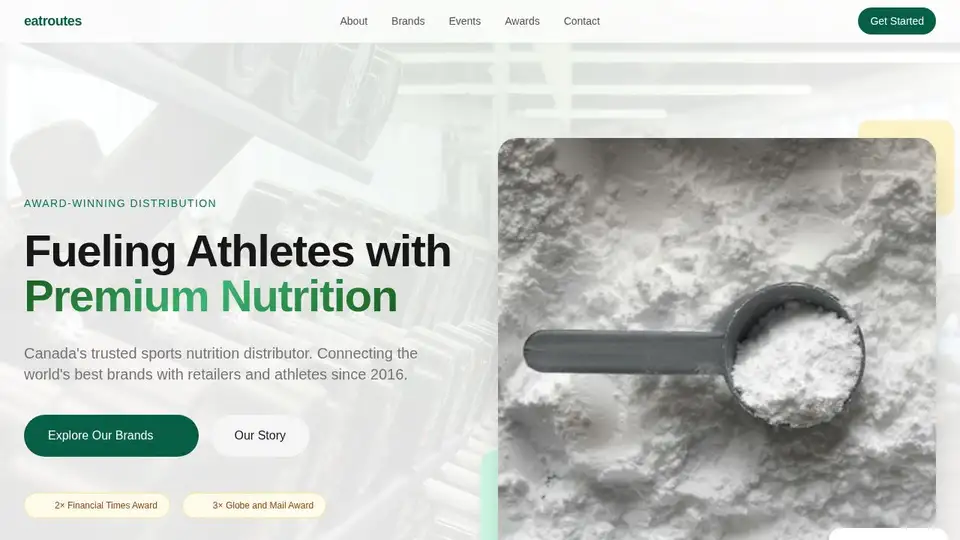 eatroutes
About
Brands
Events
Awards
Contact
Get Started
AWARD-WINNING DISTRIBUTION
Fueling Athletes with
Premium Nutrition
Canada's trusted sports nutrition distributor. Connecting the
world's best brands with retailers and athletes since 2016.
Explore Our Brands
Our Story
2× Financial Times Award
3× Globe and Mail Award